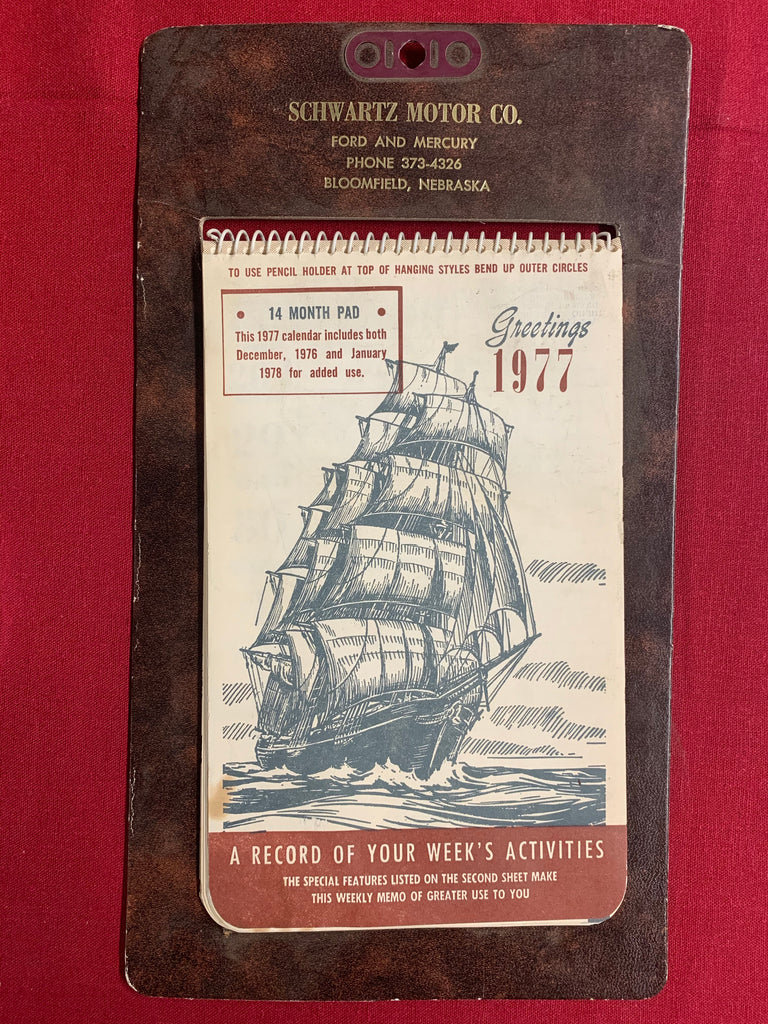 SCHWARTZ MOTOR CO.
FORD AND MERCURY
PHONE 373-4326
BLOOMFIELD, NEBRASKA
TO USE PENCIL HOLDER AT TOP OF HANGING STYLES BEND UP OUTER CIRCLES
• 14 MONTH PAD •
This 1977 calendar includes both
December, 1976 and January
1978 for added use.
Greetings
1977
A RECORD OF YOUR WEEK'S ACTIVITIES
THE SPECIAL FEATURES LISTED ON THE SECOND SHEET MAKE
THIS WEEKLY MEMO OF GREATER USE TO YOU